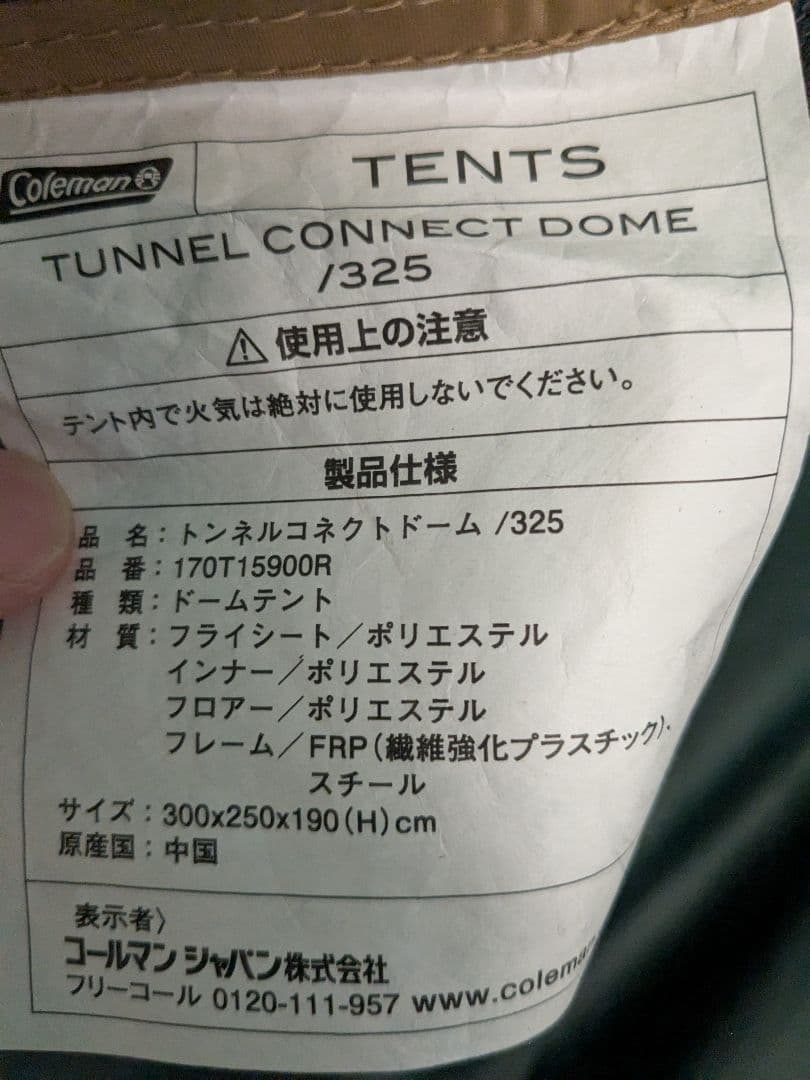 Coleman
TENTS
TUNNEL CONNECT DOME
/325
⚠使用上の注意
テント内で火気は絶対に使用しないでください。
製品仕様
品 名：トンネルコネクトドーム /325
品 番：170T15900R
種 類：ドームテント
材 質：フライシート／ポリエステル
インナー／ポリエステル
フロアー／ポリエステル
フレーム／FRP（繊維強化プラスチック）、
スチール
サイズ：300x250x190（H）cm
原産国：中国
表示者〉
コールマン ジャパン株式会社
フリーコール 0120-111-957 www.colema